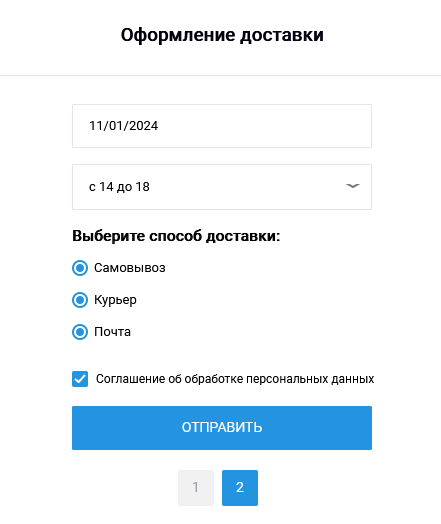 Оформление доставки
11/01/2024
с 14 до 18
Выберите способ доставки:
Самовывоз
Курьер
Почта
Соглашение об обработке персональных данных
ОТПРАВИТЬ
1 2